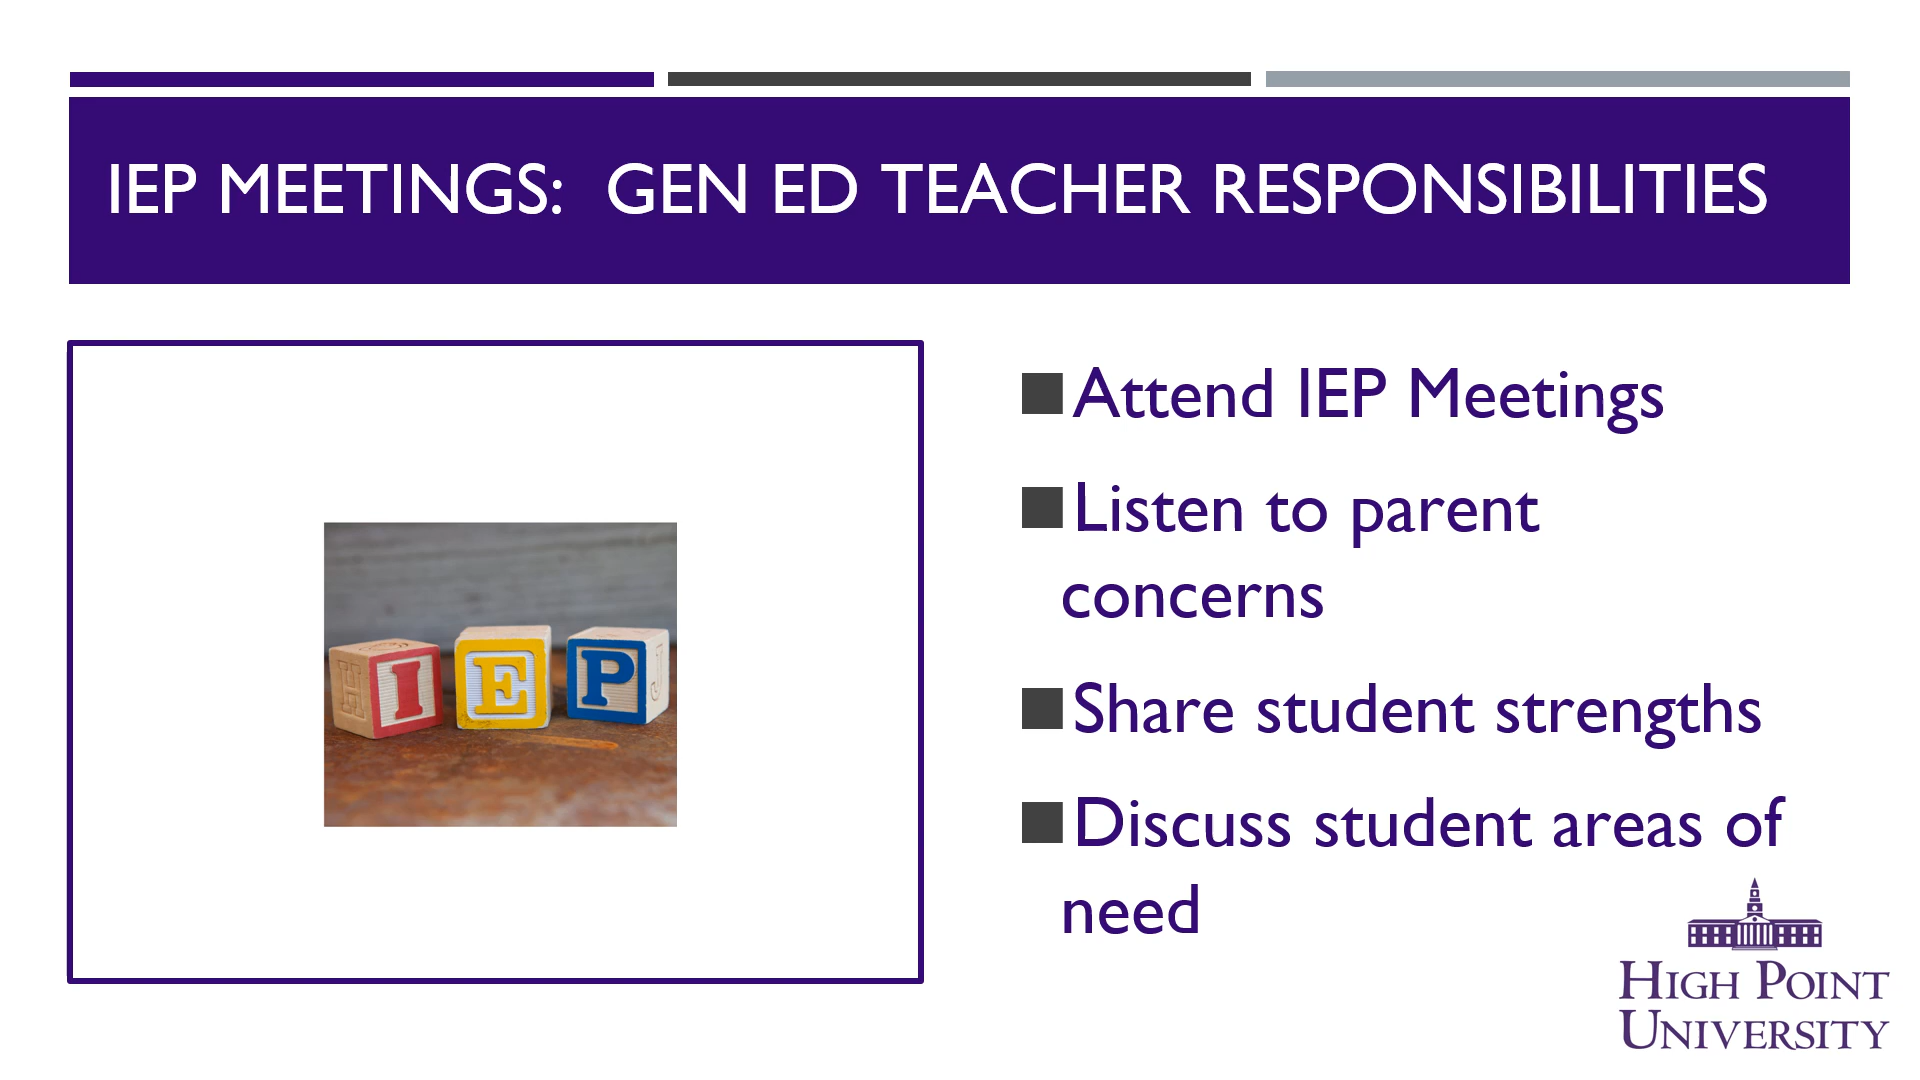 IEP MEETINGS:  GEN ED TEACHER RESPONSIBILITIES
H I E P J
Attend IEP Meetings
Listen to parent
concerns
Share student strengths
Discuss student areas of
need
HIGH POINT
UNIVERSITY